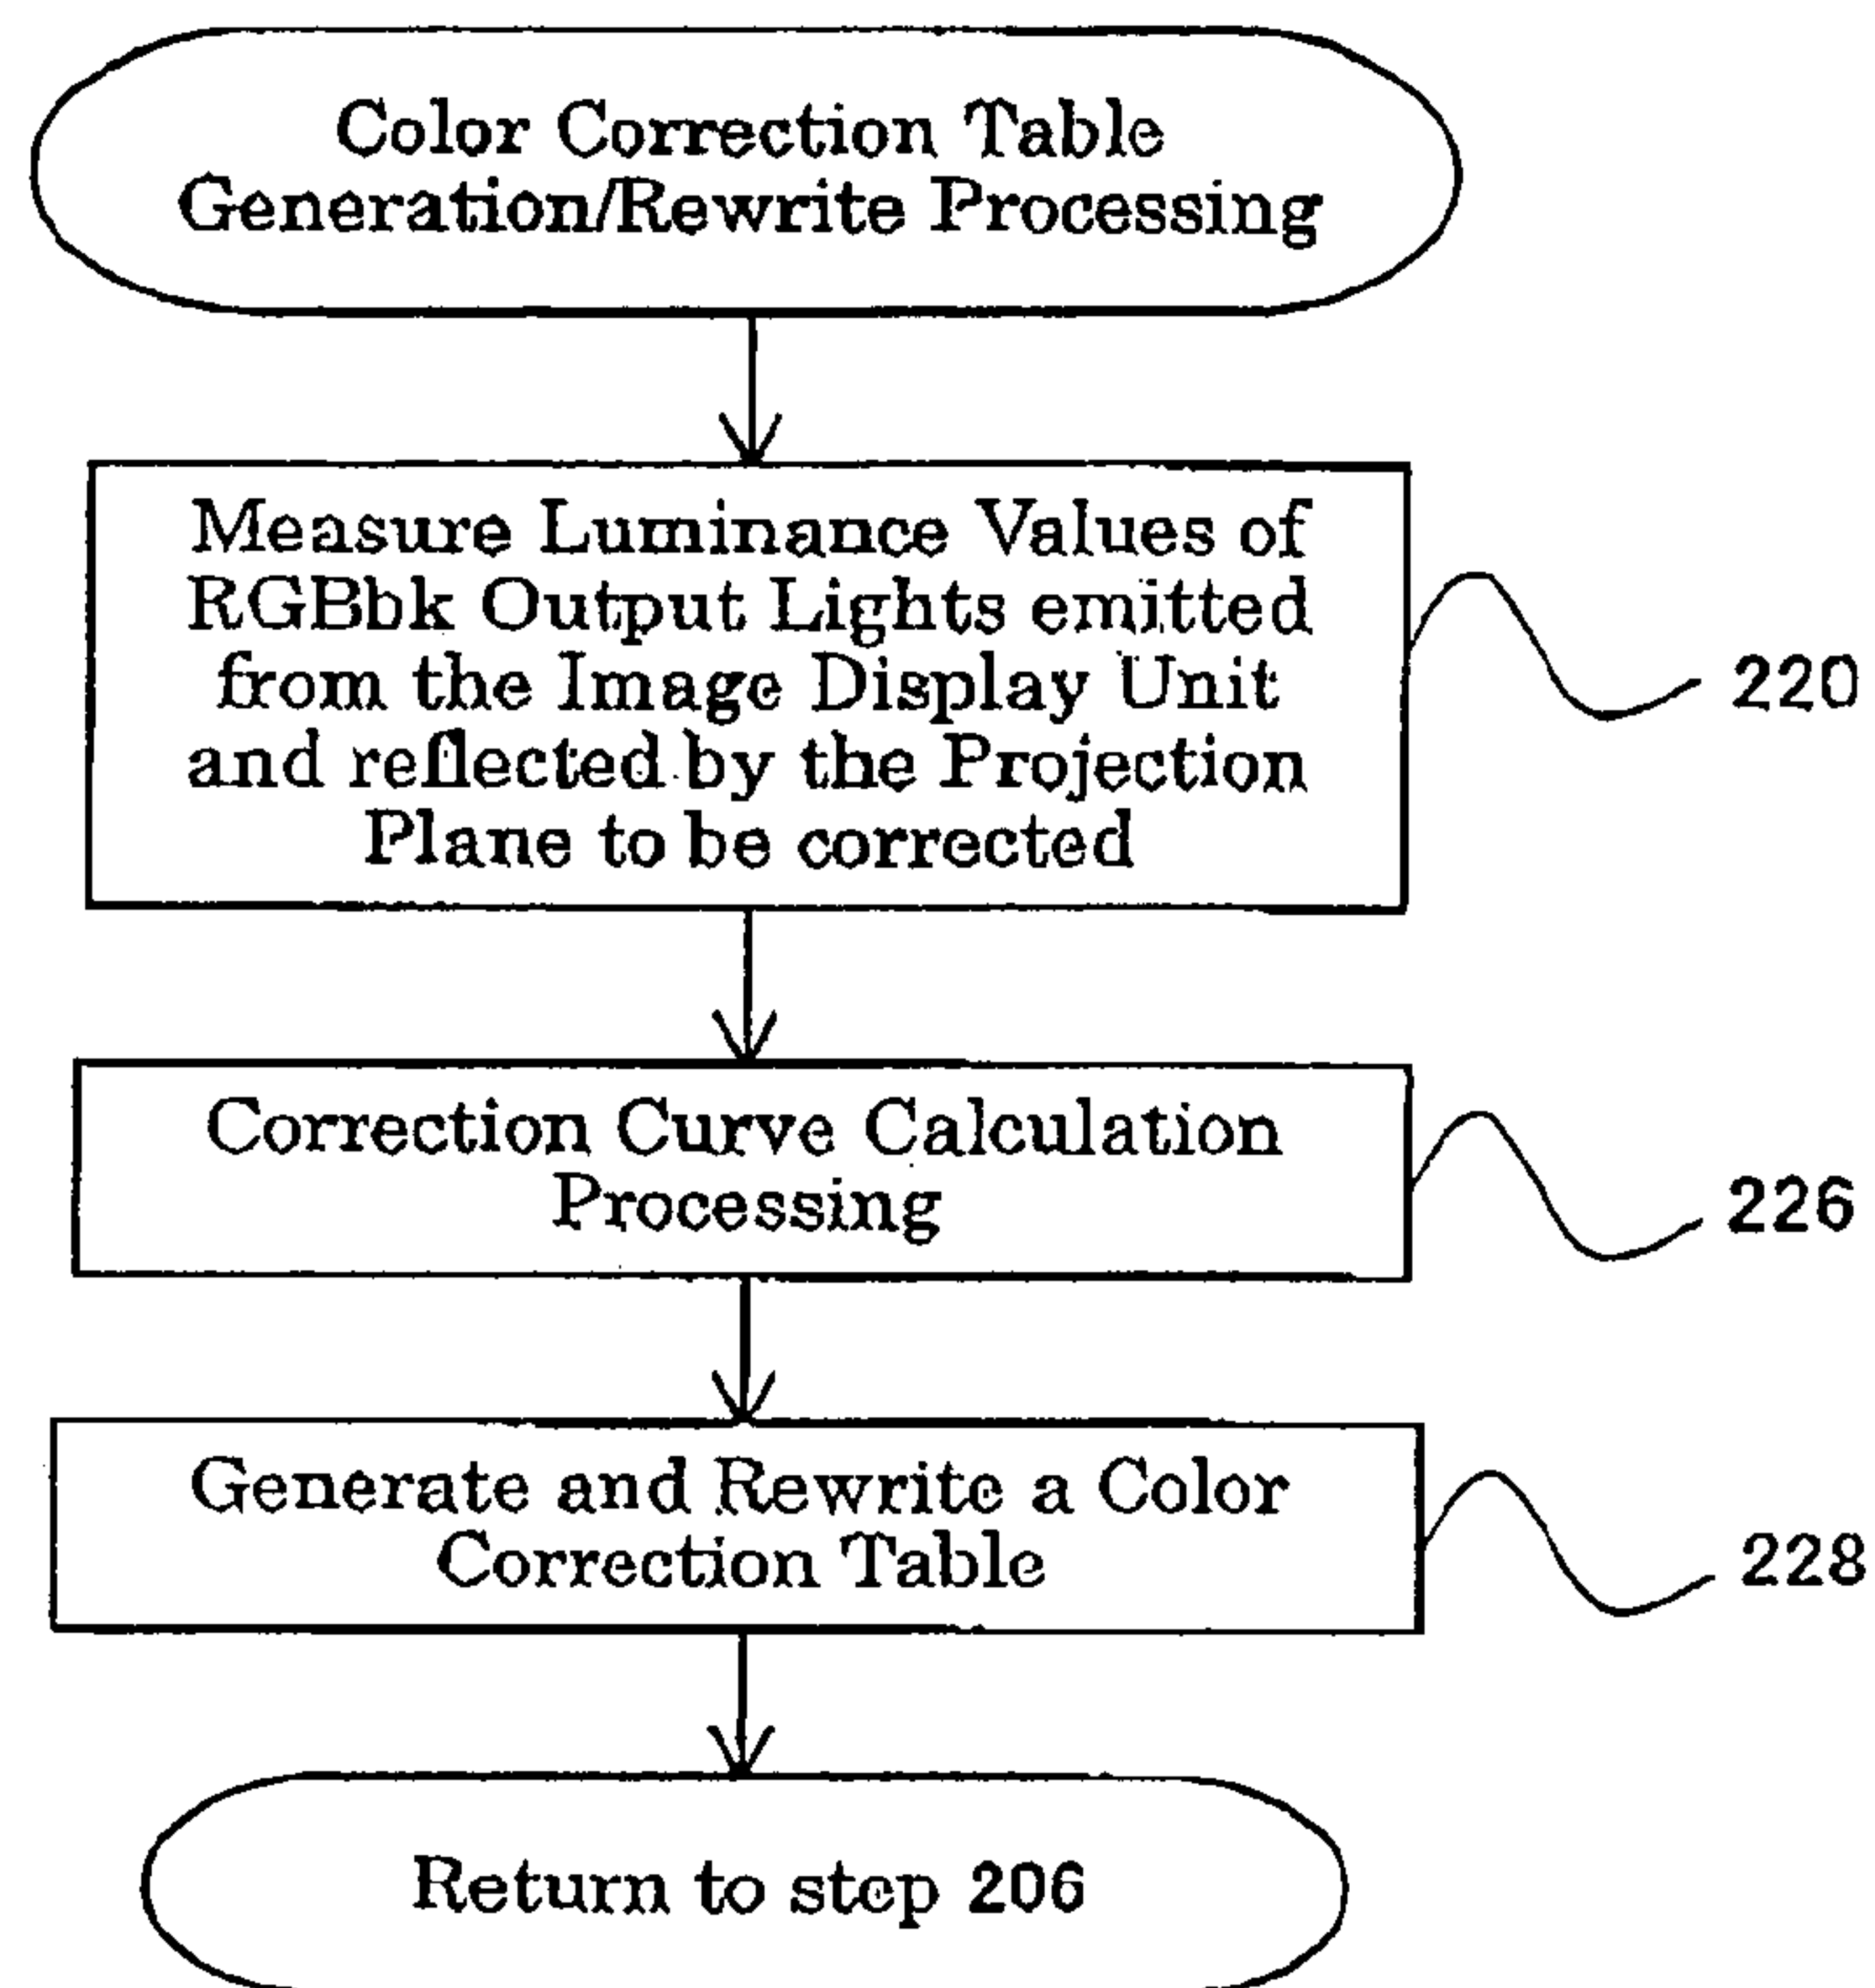 Color Correction Table
Generation/Rewrite Processing
Measure Luminance Values of
RGBbk Output Lights emitted
from the Image Display Unit
and reflected by the Projection
Plane to be corrected
220
Correction Curve Calculation
Processing
226
Generate and Rewrite a Color
Correction Table
228
Return to step 206